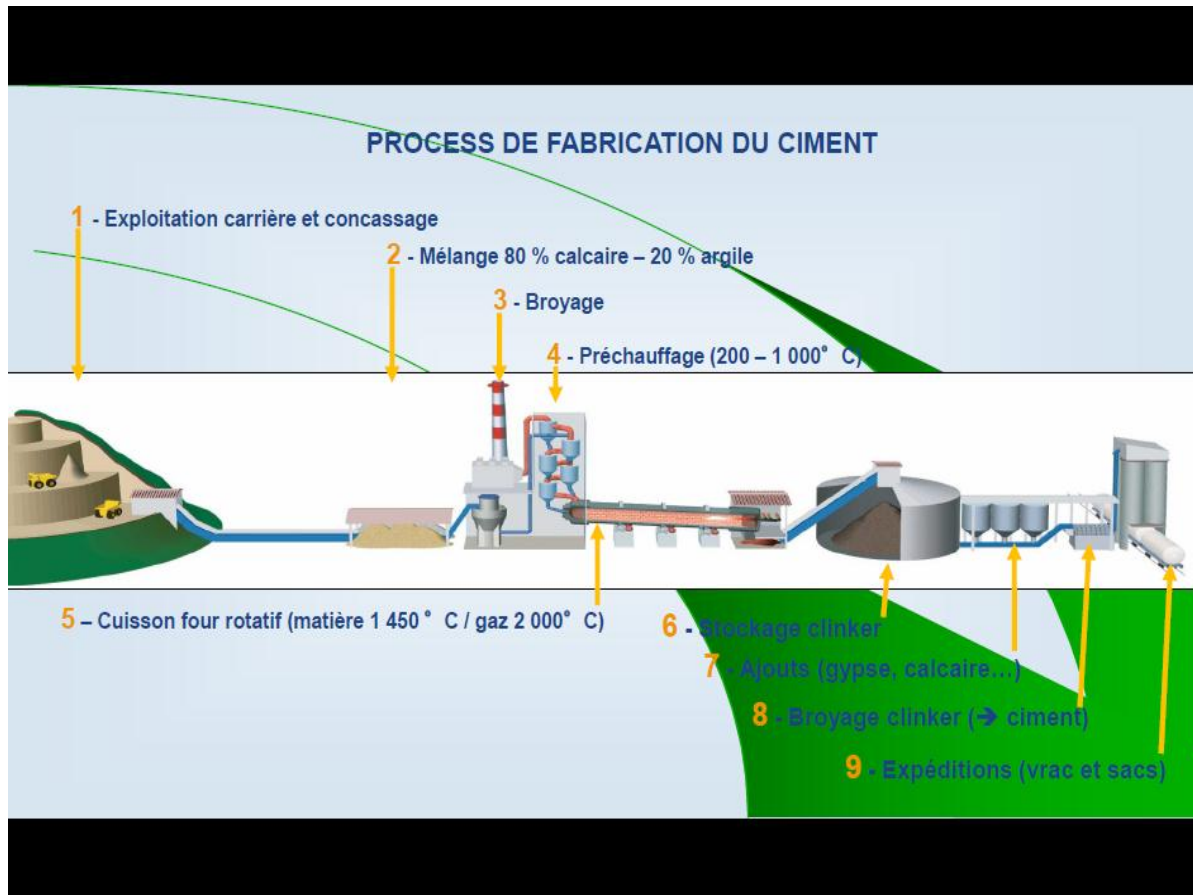 PROCESS DE FABRICATION DU CIMENT
1 - Exploitation carrière et concassage
2 - Mélange 80 % calcaire – 20 % argile
3 - Broyage
4 - Préchauffage (200 – 1 000° C)
5 – Cuisson four rotatif (matière 1 450 ° C / gaz 2 000° C)
6 - Stockage clinker
7 - Ajouts (gypse, calcaire…)
8 - Broyage clinker (➔ ciment)
9 - Expéditions (vrac et sacs)